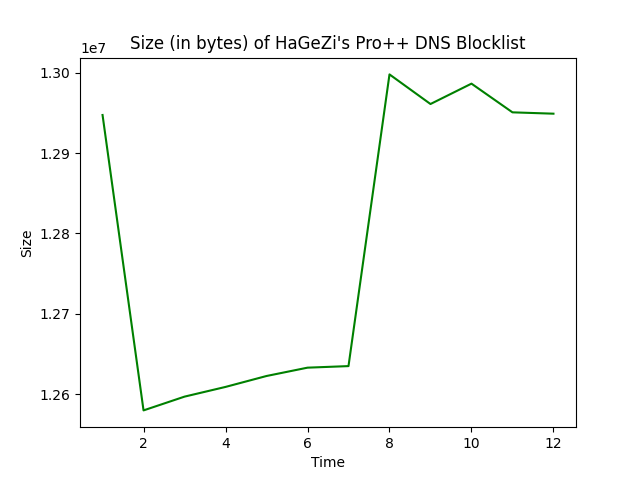 Size (in bytes) of HaGeZi's Pro++ DNS Blocklist
1e7
1.30
1.29
1.28
1.27
1.26
Size
2 4 6 8 10 12
Time